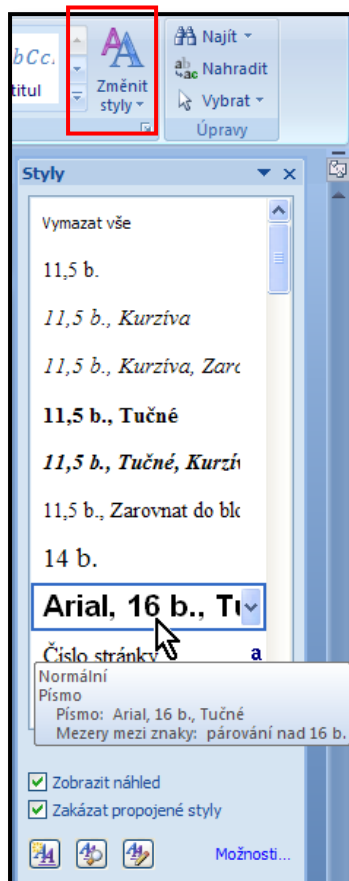 bCc. Najít
Nahradit
titul Změnit
styly Vybrat
Úpravy
Styly
Vymazat vše
11,5 b.
11,5 b., Kurzíva
11,5 b., Kurzíva, Zarc
11,5 b., Tučné
11,5 b., Tučné, Kurzív
11,5 b., Zarovnat do blc
14 b.
Arial, 16 b., Tu
Číslo stránky a
Normální
Písmo
Písmo: Arial, 16 b., Tučné
Mezery mezi znaky: párování nad 16 b.
Zobrazit náhled
Zakázat propojené styly
Možnosti...